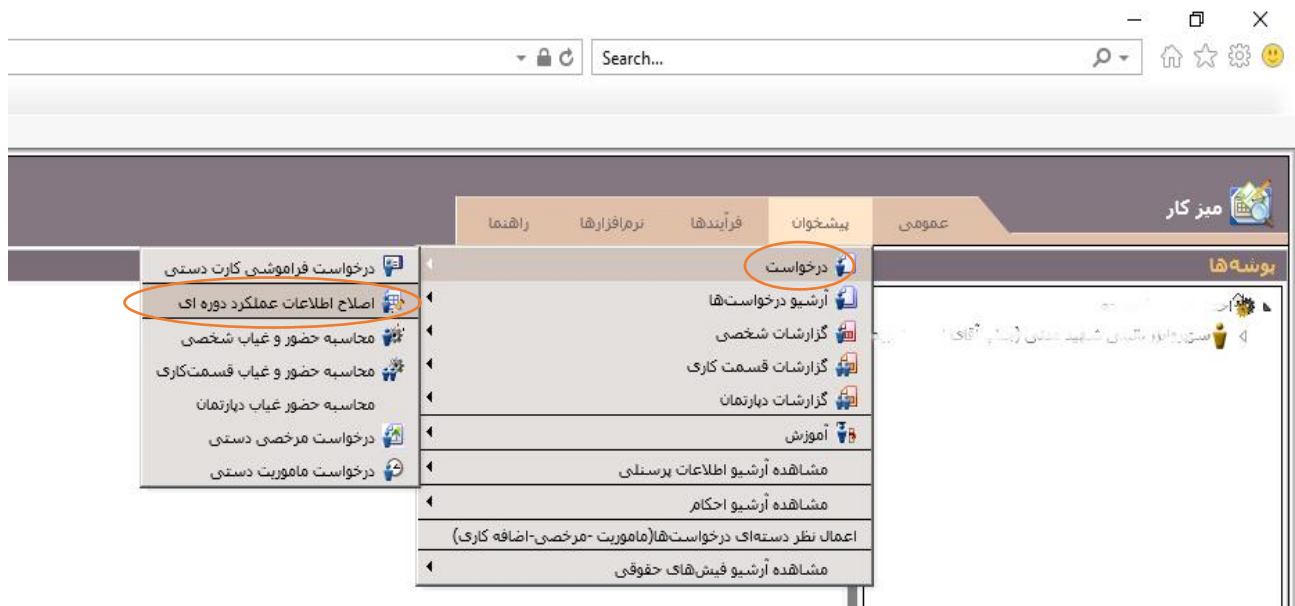 Search...
میز کار
عمومی
پیشخوان
فرآیندها
نرم‌افزارها
راهنما
پوشه‌ها
درخواست
آرشیو درخواست‌ها
گزارشات شخصی
گزارشات قسمت کاری
گزارشات دپارتمان
آموزش
مشاهده آرشیو اطلاعات پرسنلی
مشاهده آرشیو احکام
اعمال نظر دسته‌ای درخواست‌ها(ماموریت -مرخصی-اضافه کاری)
مشاهده آرشیو فیش‌های حقوقی
درخواست فراموشی کارت دستی
اصلاح اطلاعات عملکرد دوره ای
محاسبه حضور و غیاب شخصی
محاسبه حضور و غیاب قسمت‌کاری
محاسبه حضور غیاب دپارتمان
درخواست مرخصی دستی
درخواست ماموریت دستی